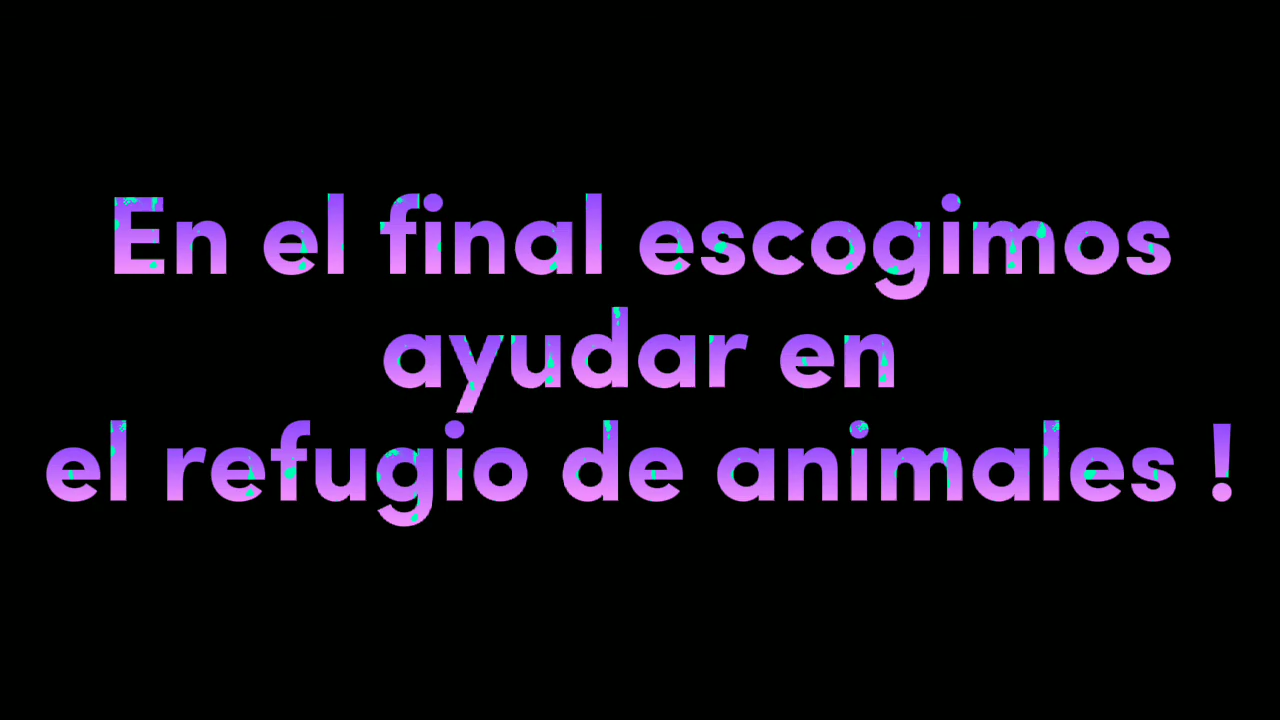 En el final escogimos
ayudar en
el refugio de animales !